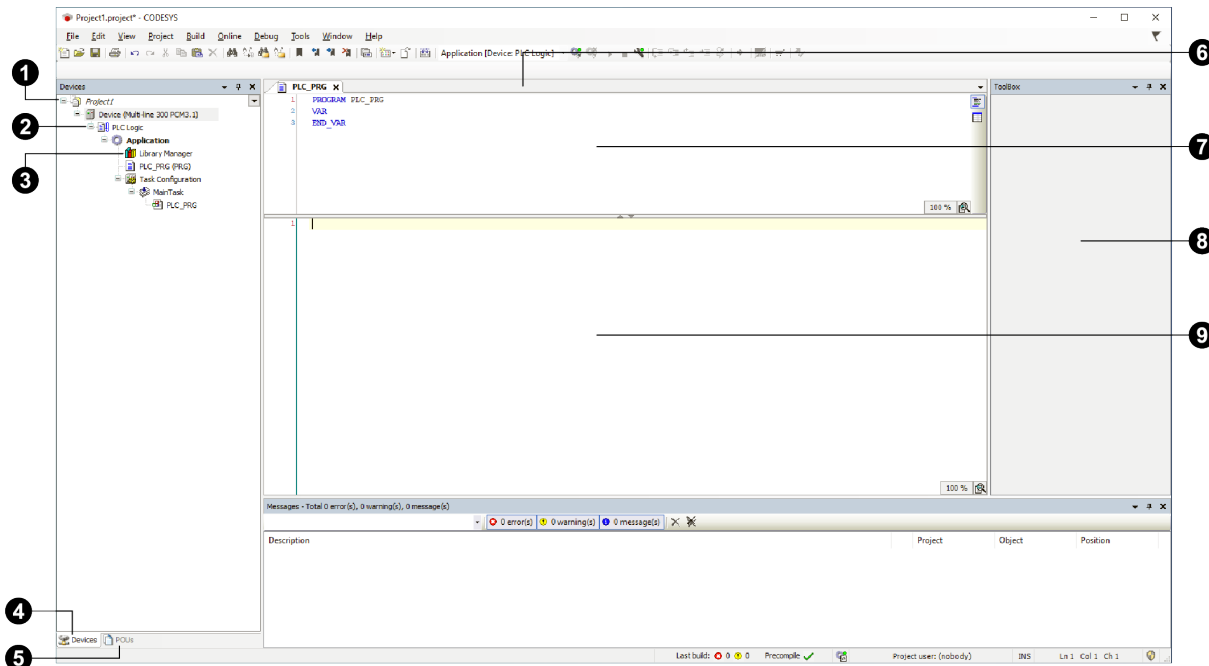 Project1.project* - CODESYS
File Edit View Project Build Online Debug Tools Window Help
Application [Device: PLC Logic]
6
1
Devices
PLC_PRG
ToolBox
Project1
Device (Multi-line 300 PCM3.1)
2
PLC Logic
Application
3
Library Manager
PLC_PRG (PRG)
Task Configuration
MainTask
PLC_PRG
1 PROGRAM PLC_PRG
2 VAR
3 END_VAR
7
100 %
1
8
9
100 %
Messages - Total 0 error(s), 0 warning(s), 0 message(s)
0 error(s) 0 warning(s) 0 message(s)
Description Project Object Position
4
Devices POUs
5
Last build: 0 0 Precompile Project user: (nobody) INS Ln 1 Col 1 Ch 1